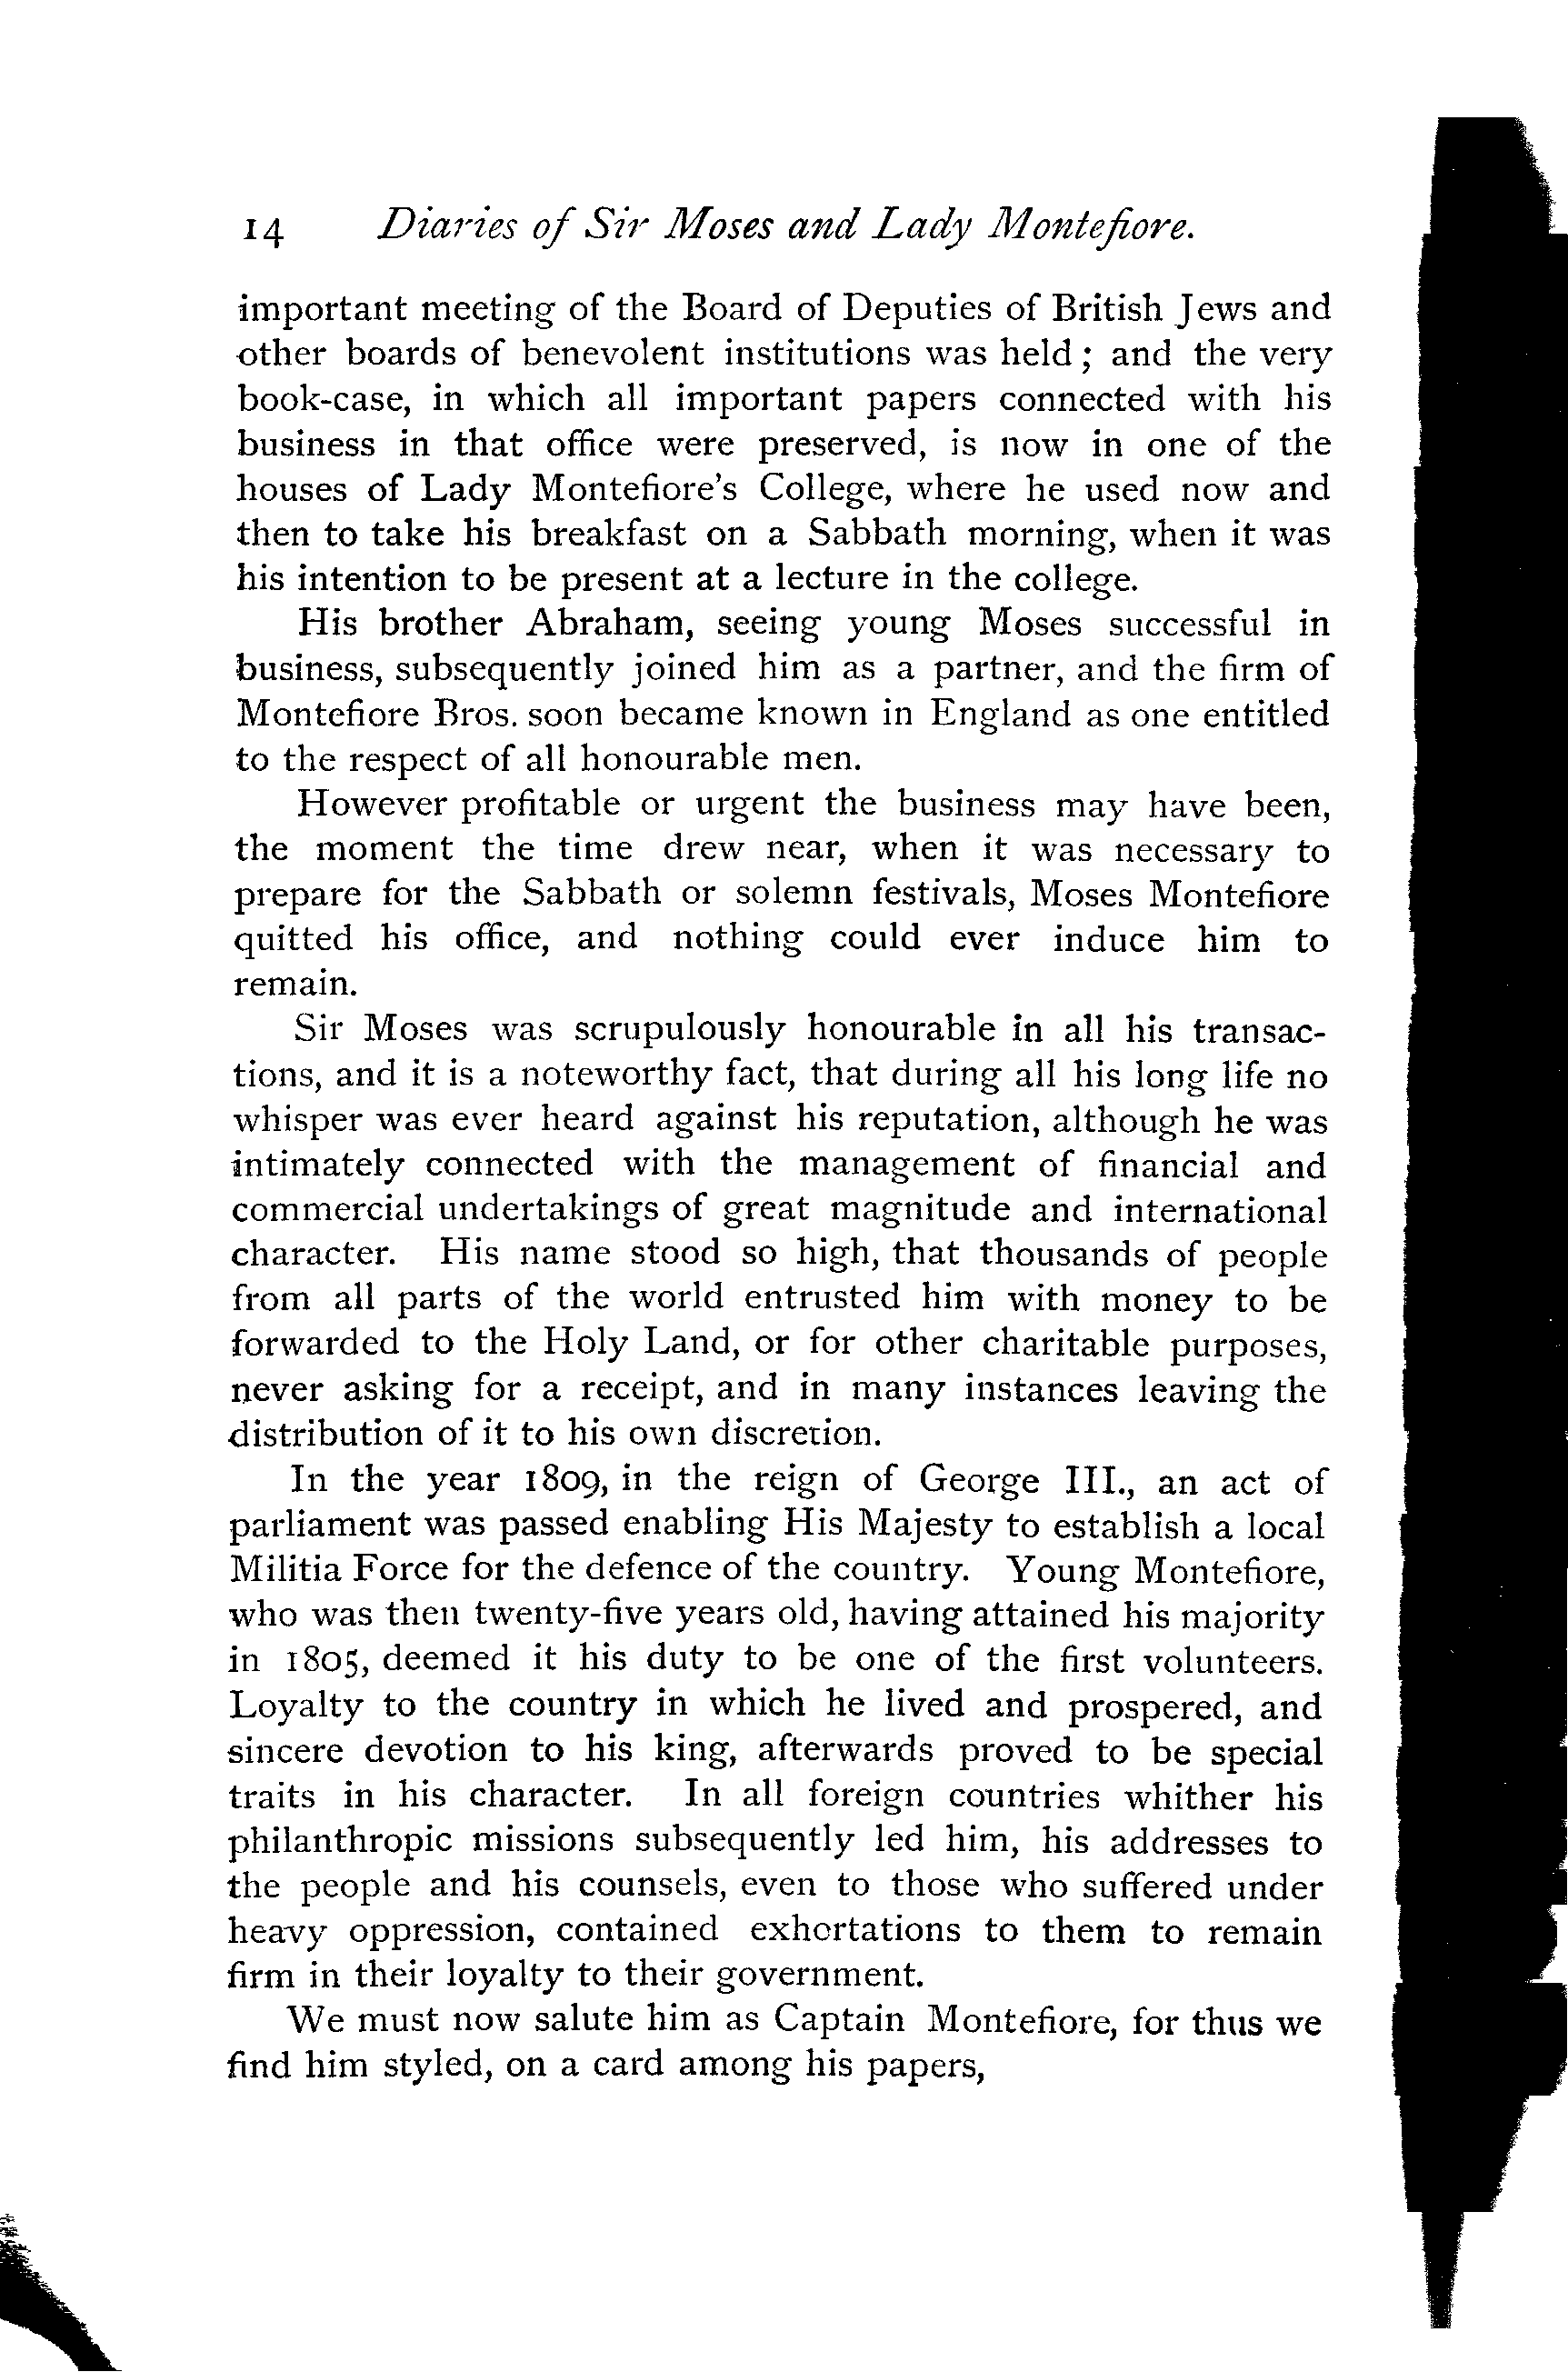 14 Diaries of Sir Moses and Lady Montefiore.
important meeting of the Board of Deputies of British Jews and
other boards of benevolent institutions was held; and the very
book-case, in which all important papers connected with his
business in that office were preserved, is now in one of the
houses of Lady Montefiore's College, where he used now and
then to take his breakfast on a Sabbath morning, when it was
his intention to be present at a lecture in the college.
His brother Abraham, seeing young Moses successful in
business, subsequently joined him as a partner, and the firm of
Montefiore Bros. soon became known in England as one entitled
to the respect of all honourable men.
However profitable or urgent the business may have been,
the moment the time drew near, when it was necessary to
prepare for the Sabbath or solemn festivals, Moses Montefiore
quitted his office, and nothing could ever induce him to
remain.
Sir Moses was scrupulously honourable in all his transac-
tions, and it is a noteworthy fact, that during all his long life no
whisper was ever heard against his reputation, although he was
intimately connected with the management of financial and
commercial undertakings of great magnitude and international
character. His name stood so high, that thousands of people
from all parts of the world entrusted him with money to be
forwarded to the Holy Land, or for other charitable purposes,
never asking for a receipt, and in many instances leaving the
distribution of it to his own discretion.
In the year 1809, in the reign of George III., an act of
parliament was passed enabling His Majesty to establish a local
Militia Force for the defence of the country. Young Montefiore,
who was then twenty-five years old, having attained his majority
in 1805, deemed it his duty to be one of the first volunteers.
Loyalty to the country in which he lived and prospered, and
sincere devotion to his king, afterwards proved to be special
traits in his character. In all foreign countries whither his
philanthropic missions subsequently led him, his addresses to
the people and his counsels, even to those who suffered under
heavy oppression, contained exhortations to them to remain
firm in their loyalty to their government.
We must now salute him as Captain Montefiore, for thus we
find him styled, on a card among his papers,